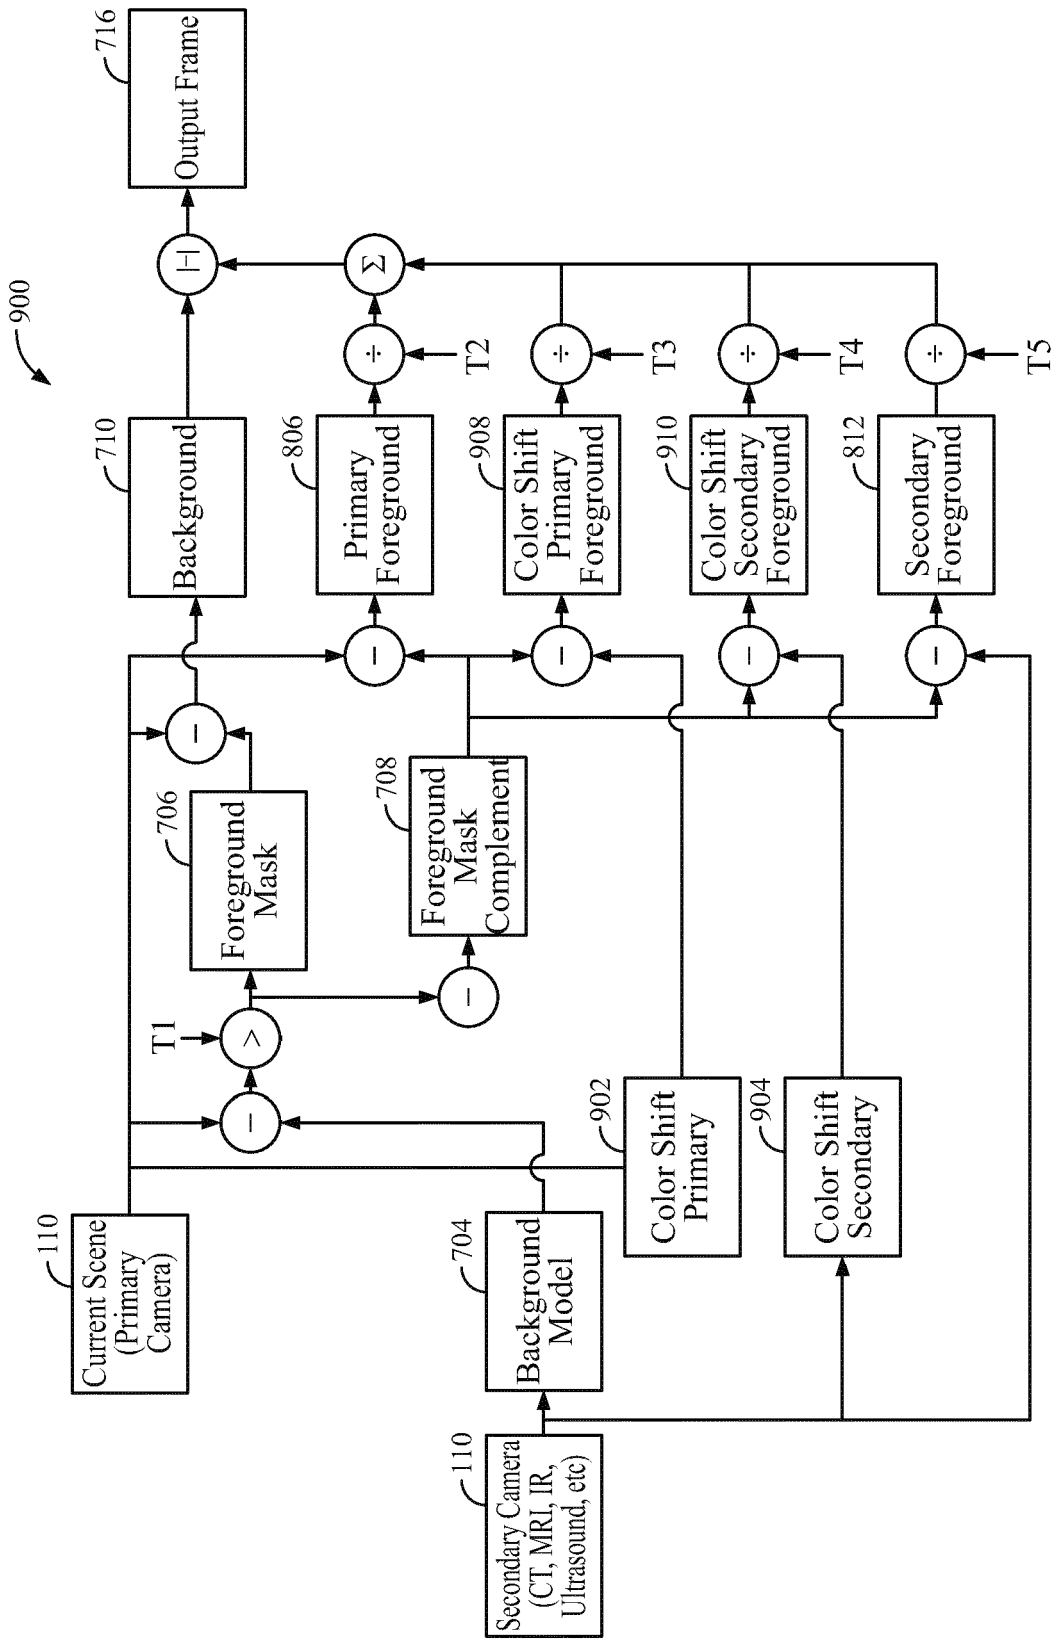 900
110
Current Scene
(Primary
Camera)
110
Secondary Camera
(CT, MRI, IR,
Ultrasound, etc)
704
Background
Model
902
Color Shift
Primary
904
Color Shift
Secondary
−
T1
>
706
Foreground
Mask
−
708
Foreground
Mask
Complement
−
710
Background
−
806
Primary
Foreground
÷
T2
−
908
Color Shift
Primary
Foreground
÷
T3
−
910
Color Shift
Secondary
Foreground
÷
T4
−
812
Secondary
Foreground
÷
T5
Σ
|−|
716
Output Frame